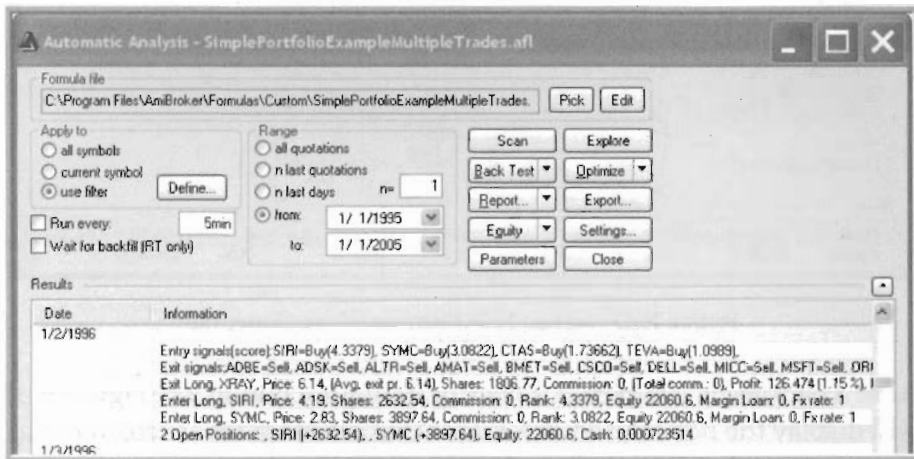 Automatic Analysis - SimplePortfolioExampleMultipleTrades.afl
Formula file
C:\Program Files\AmiBroker\Formulas\Custom\SimplePortfolioExampleMultipleTrades.
Pick
Edit
Apply to
all symbols
current symbol
use filter
Define...
Run every:
5min
Wait for backfill (RT only)
Range
all quotations
n last quotations
n last days
n=
1
from:
1/ 1/1995
to:
1/ 1/2005
Scan
Explore
Back Test
Optimize
Report...
Export...
Equity
Settings...
Parameters
Close
Results
Date Information
1/2/1996
Entry signals(score):SIRI=Buy(4.3379), SYMC=Buy(3.0822), CTAS=Buy(1.73662), TEVA=Buy(1.0989),
Exit signals:ADBE=Sell, ADSK=Sell, ALTR=Sell, AMAT=Sell, BMET=Sell, CSCO=Sell, DELL=Sell, MICC=Sell, MSFT=Sell, ORI
Exit Long, XRAY, Price: 6.14, (Avg. exit pr. 6.14), Shares: 1806.77, Commission: 0, (Total comm.: 0), Profit: 126.474 (1.15 %),
Enter Long, SIRI, Price: 4.19, Shares: 2632.54, Commission: 0, Rank: 4.3379, Equity 22060.6, Margin Loan: 0, Fx rate: 1
Enter Long, SYMC, Price: 2.83, Shares: 3897.64, Commission: 0, Rank: 3.0822, Equity 22060.6, Margin Loan: 0, Fx rate: 1
2 Open Positions: , SIRI (+2632.54), , SYMC (+3897.64), Equity: 22060.6, Cash: 0.000723514
1/3/1996